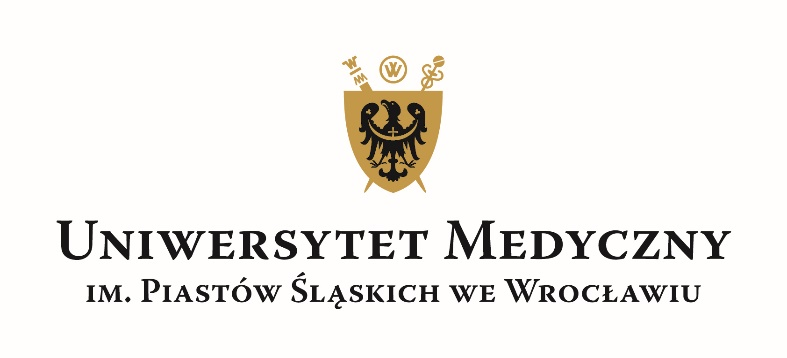 W
UNIWERSYTET MEDYCZNY
IM. PIASTÓW ŚLĄSKICH WE WROCŁAWIU